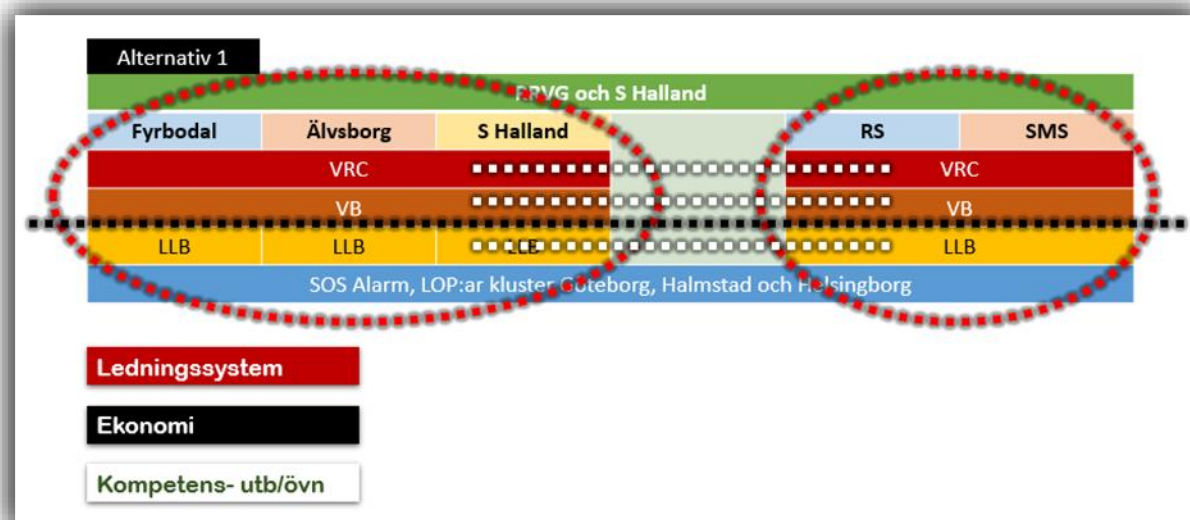 Alternativ 1
RRVG och S Halland
Fyrbodal Älvsborg S Halland RS SMS
VRC VRC
VB VB
LLB LLB LLB LLB
SOS Alarm, LOP:ar kluster Göteborg, Halmstad och Helsingborg
Ledningssystem
Ekonomi
Kompetens- utb/övn